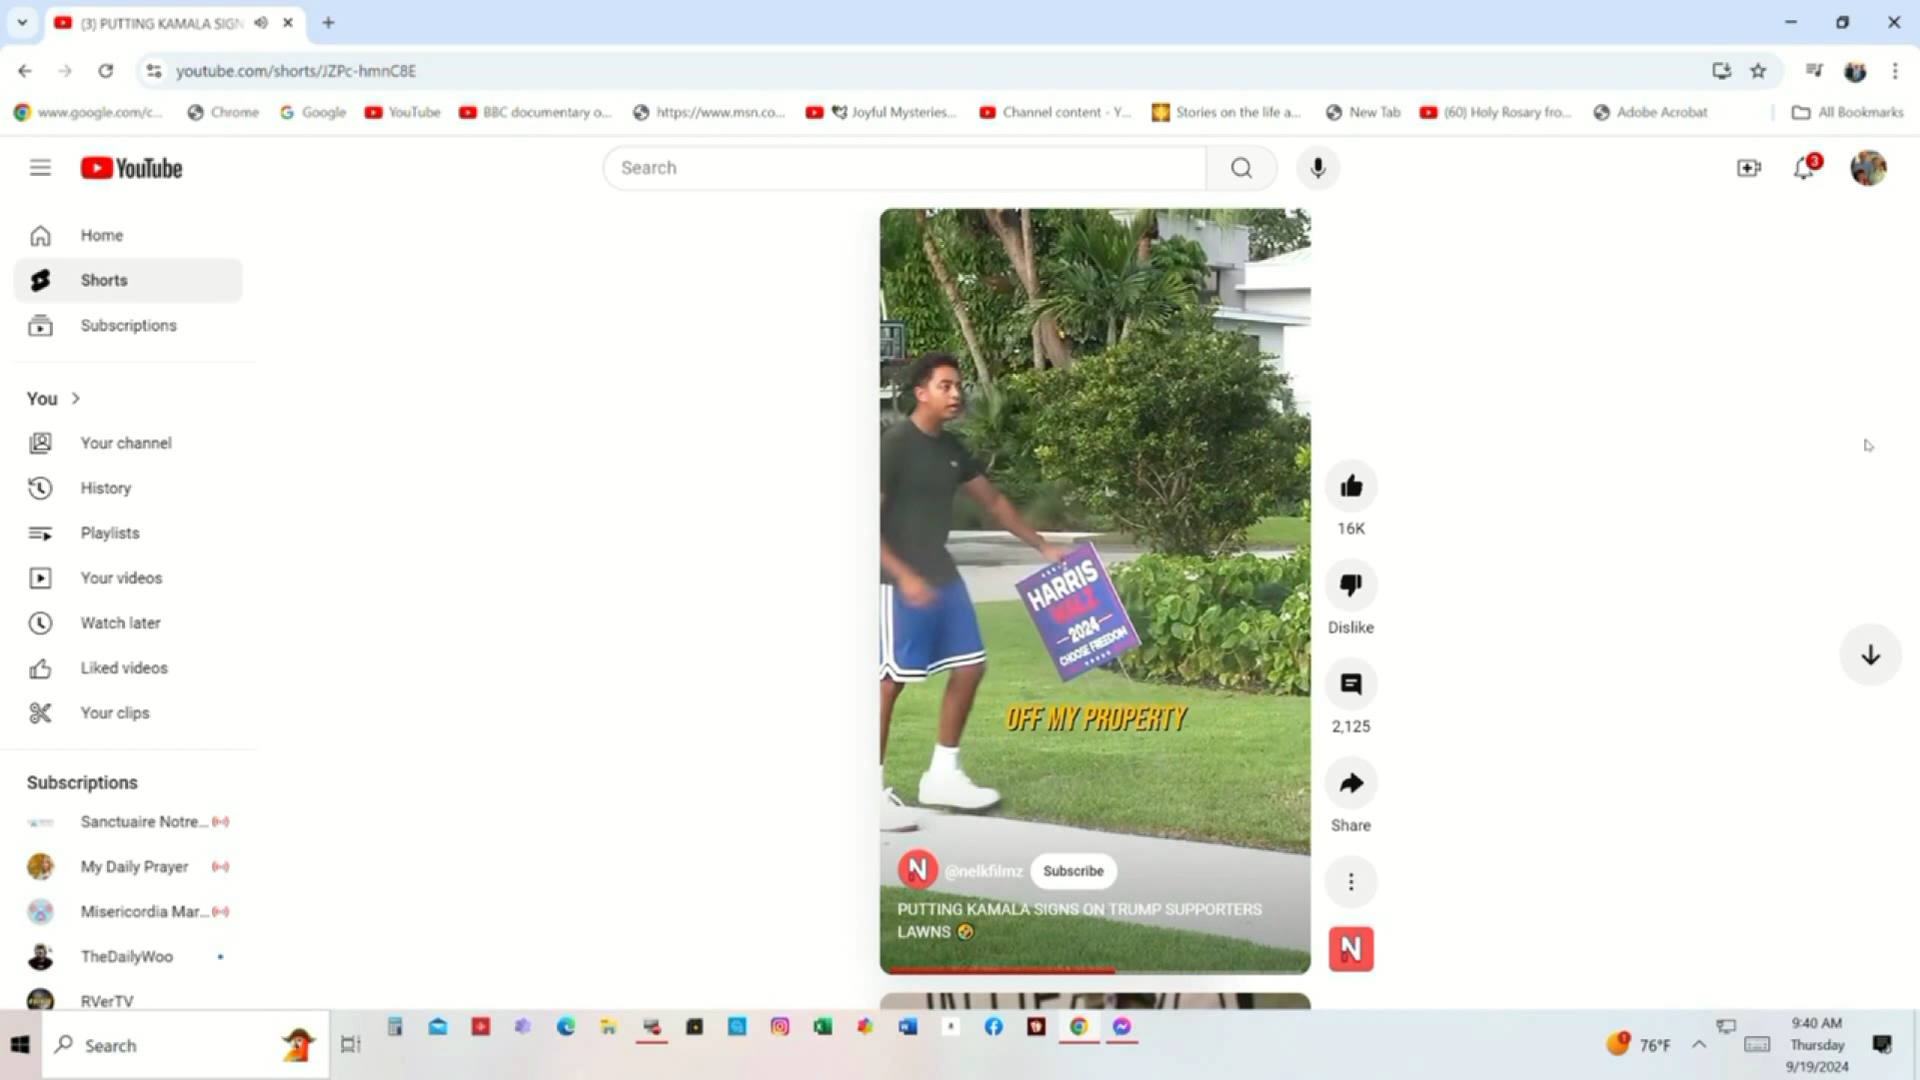 (3) PUTTING KAMALA SIGN
youtube.com/shorts/JZPc-hmnC8E
www.google.com/c...
Chrome
Google
YouTube
BBC documentary o...
https://www.msn.co...
Joyful Mysteries...
Channel content - Y...
Stories on the life a...
New Tab
(60) Holy Rosary fro...
Adobe Acrobat
All Bookmarks
YouTube
Search
3
Home
Shorts
Subscriptions
You
Your channel
History
Playlists
Your videos
Watch later
Liked videos
Your clips
Subscriptions
Sanctuaire Notre...
My Daily Prayer
Misericordia Mar...
TheDailyWoo
RVerTV
HARRIS
WALZ
2024
CHOOSE FREEDOM
OFF MY PROPERTY
N
@nelkfilmz
Subscribe
PUTTING KAMALA SIGNS ON TRUMP SUPPORTERS
LAWNS
16K
Dislike
2,125
Share
N
Search
76°F
9:40 AM
Thursday
9/19/2024